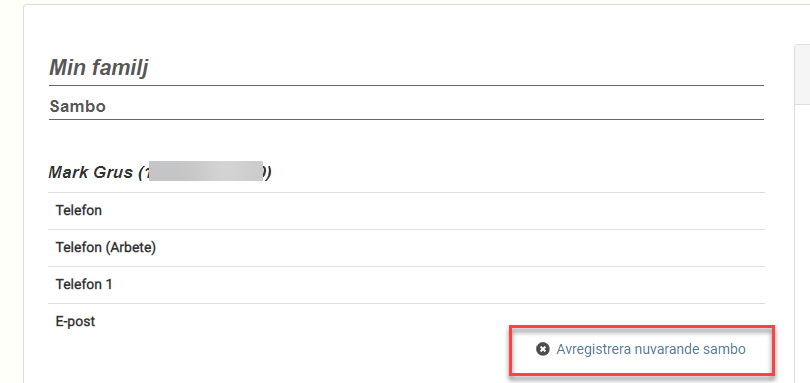 Min familj
Sambo
Mark Grus (1 0)
Telefon
Telefon (Arbete)
Telefon 1
E-post
Avregistrera nuvarande sambo